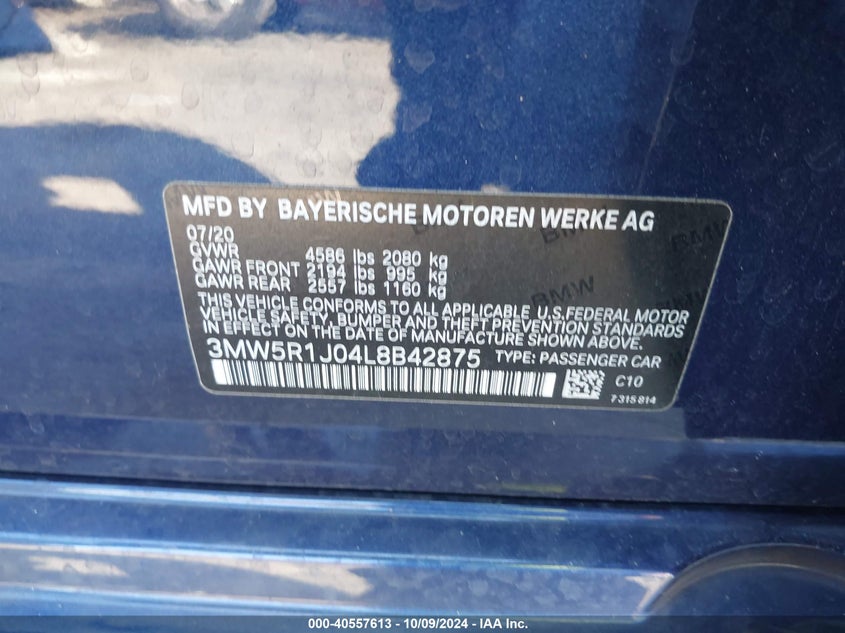 MFD BY BAYERISCHE MOTOREN WERKE AG
07/20
GVWR 4586 lbs 2080 kg
GAWR FRONT 2194 lbs 995 kg
GAWR REAR 2557 lbs 1160 kg
THIS VEHICLE CONFORMS TO ALL APPLICABLE U.S.FEDERAL MOTOR
VEHICLE SAFETY, BUMPER AND THEFT PREVENTION STANDARDS
IN EFFECT ON THE DATE OF MANUFACTURE SHOWN ABOVE.
3MW5R1J04L8B42875 TYPE: PASSENGER CAR
C10
7315814
000-40557613 - 10/09/2024 - IAA Inc.